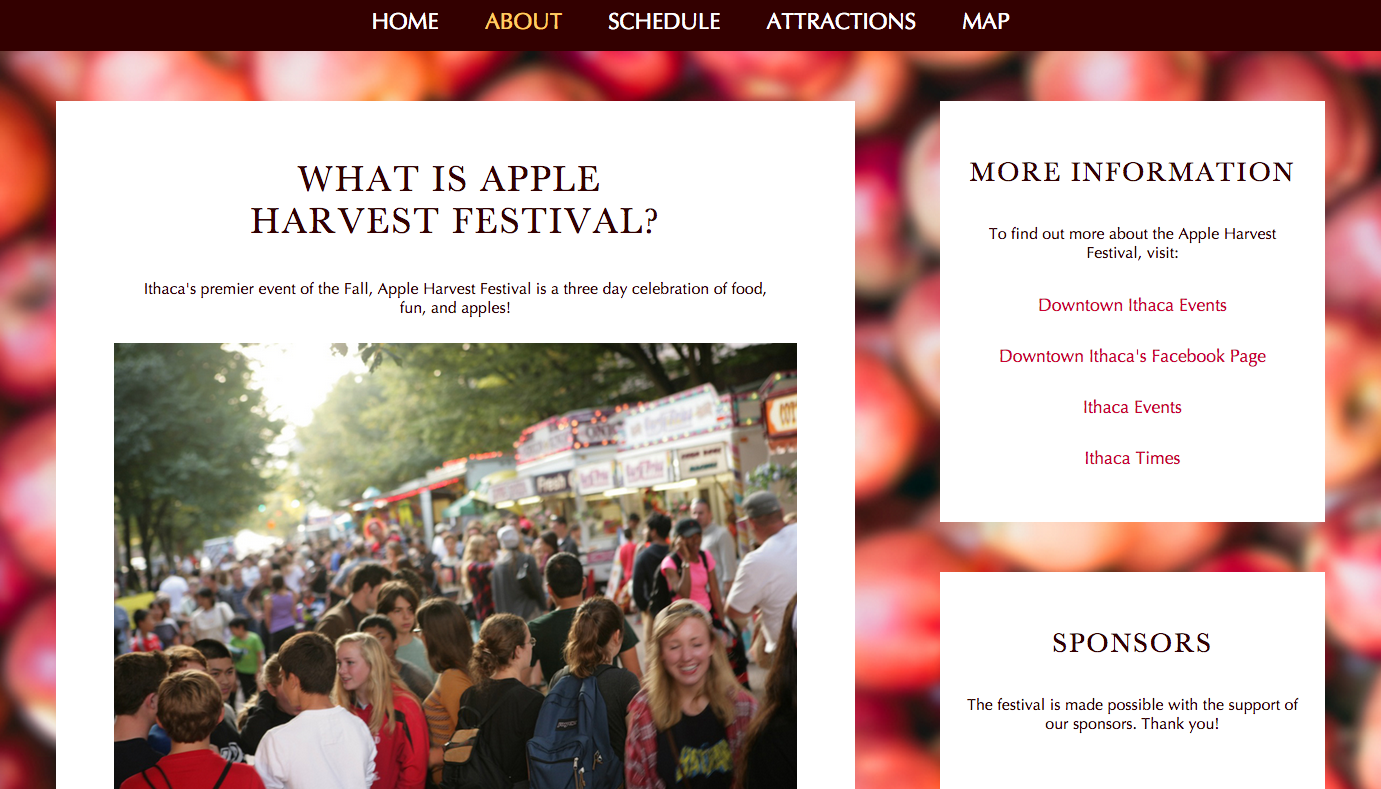 HOME ABOUT SCHEDULE ATTRACTIONS MAP
WHAT IS APPLE
HARVEST FESTIVAL?
Ithaca's premier event of the Fall, Apple Harvest Festival is a three day celebration of food,
fun, and apples!
Fresh
MORE INFORMATION
To find out more about the Apple Harvest
Festival, visit:
Downtown Ithaca Events
Downtown Ithaca's Facebook Page
Ithaca Events
Ithaca Times
SPONSORS
The festival is made possible with the support of
our sponsors. Thank you!